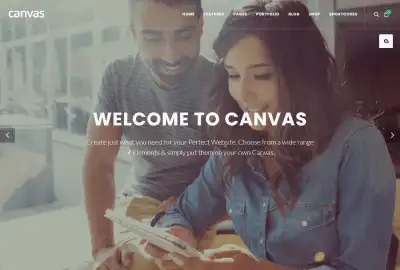 canvas
HOME FEATURES PAGES PORTFOLIO BLOG SHOP SHORTCODES
WELCOME TO CANVAS
Create just what you need for your Perfect Website. Choose from a wide range
of Elements & simply put them on your own Canvas.